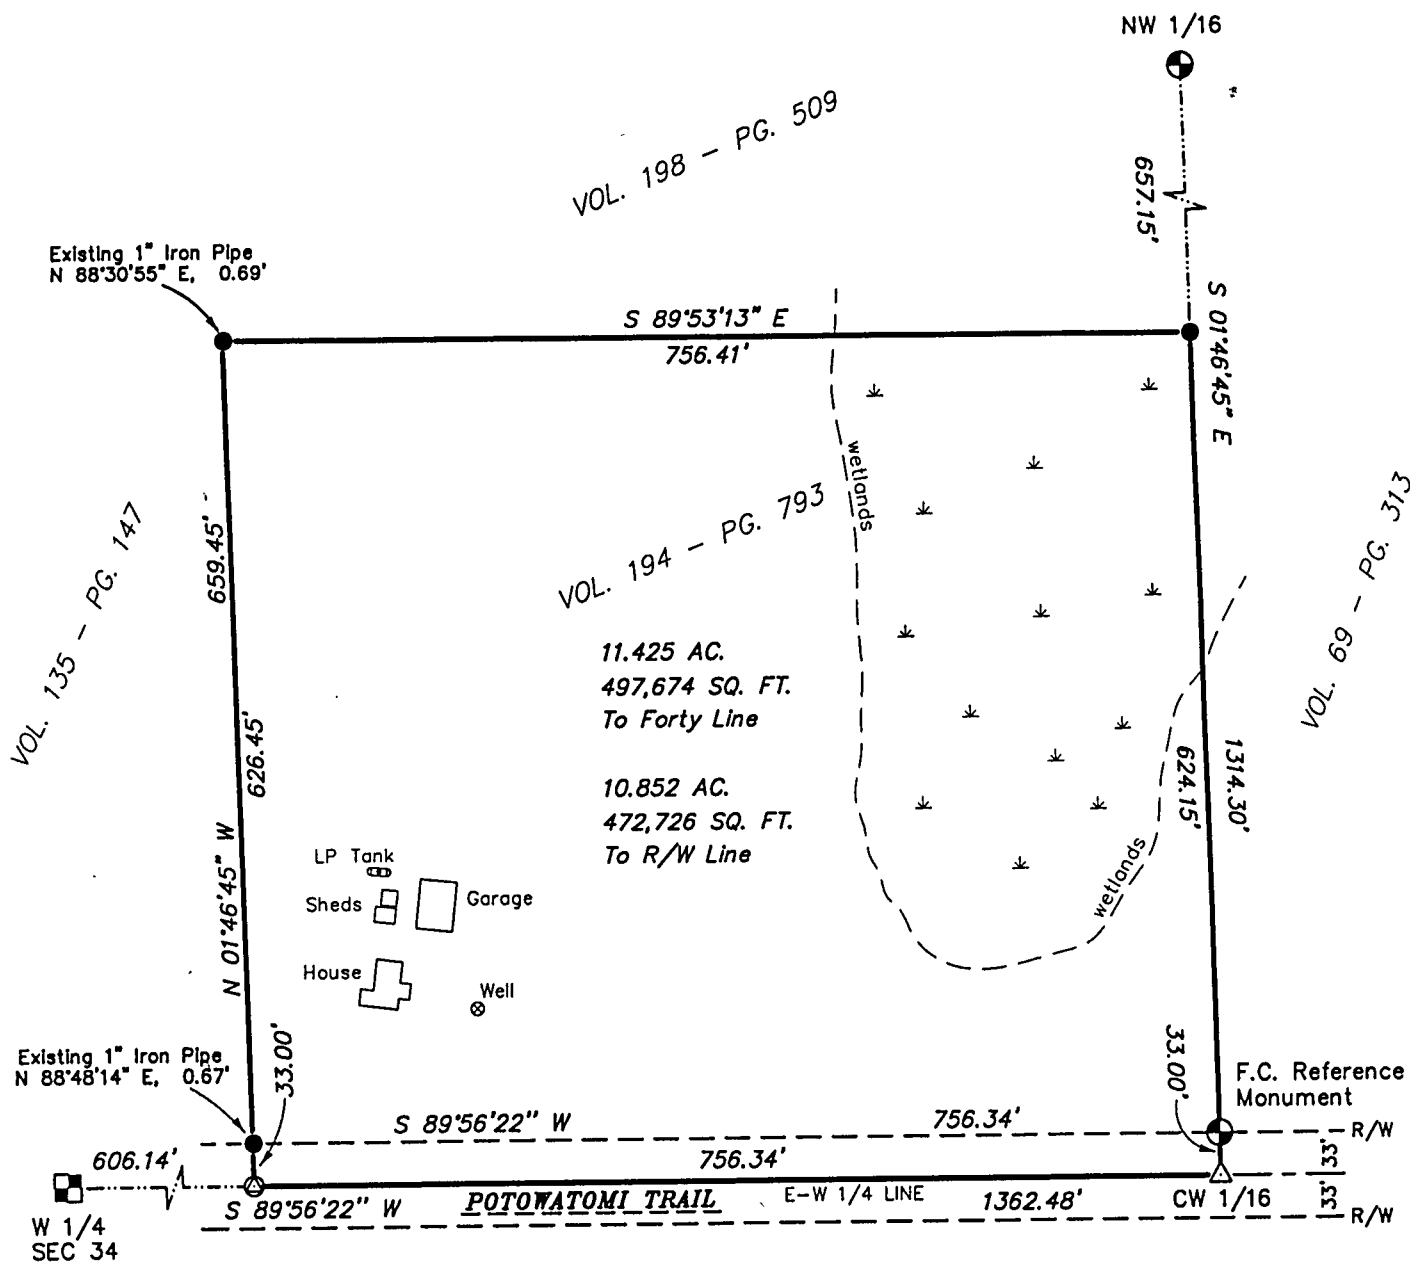 NW 1/16
VOL. 198 - PG. 509
657.15'
Existing 1" Iron Pipe
N 88°30'55" E, 0.69'
S 89°53'13" E
756.41'
S 01°46'45" E
wetlands
VOL. 135 - PG. 147
659.45'
VOL. 194 - PG. 793
VOL. 69 - PG. 313
11.425 AC.
497,674 SQ. FT.
To Forty Line
626.45'
1314.30'
624.15'
10.852 AC.
472,726 SQ. FT.
To R/W Line
N 01°46'45" W
LP Tank
Sheds
Garage
wetlands
House
Well
Existing 1" Iron Pipe
N 88°48'14" E, 0.67'
33.00'
33.00'
F.C. Reference
Monument
S 89°56'22" W
756.34'
R/W
606.14'
756.34'
33'
S 89°56'22" W
POTOWATOMI TRAIL
E-W 1/4 LINE
1362.48'
CW 1/16
33'
R/W
W 1/4
SEC 34